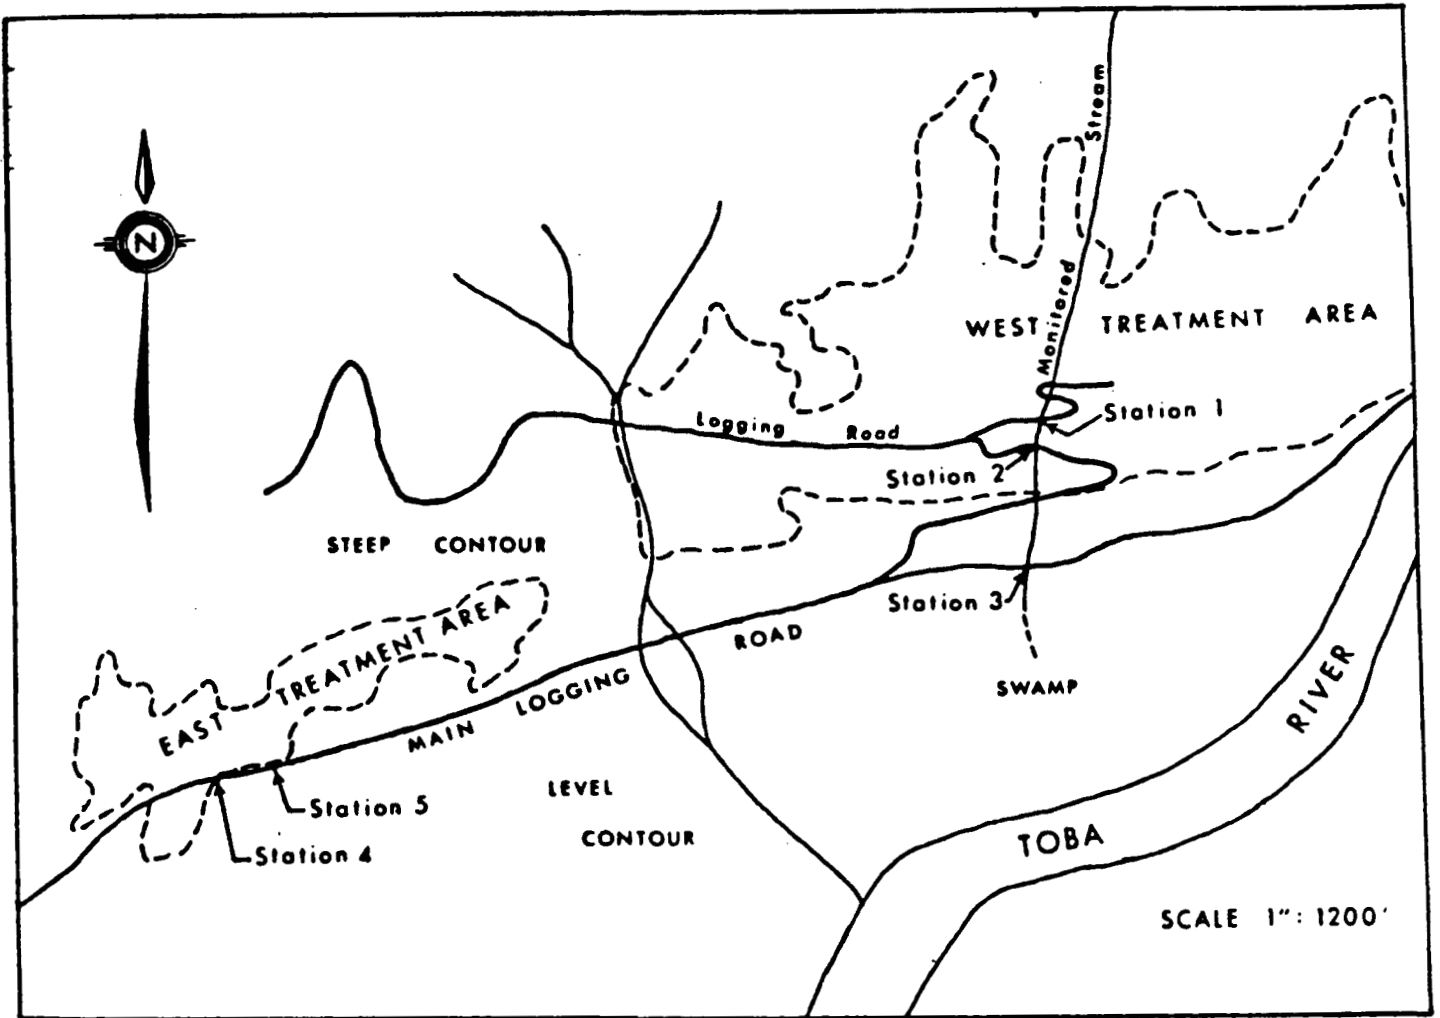 Stream
N
Monitored
WEST TREATMENT AREA
Station 1
Logging Road
Station 2
STEEP CONTOUR
Station 3
EAST TREATMENT AREA
ROAD
SWAMP
MAIN LOGGING
RIVER
LEVEL
Station 5
CONTOUR
TOBA
Station 4
SCALE 1": 1200'